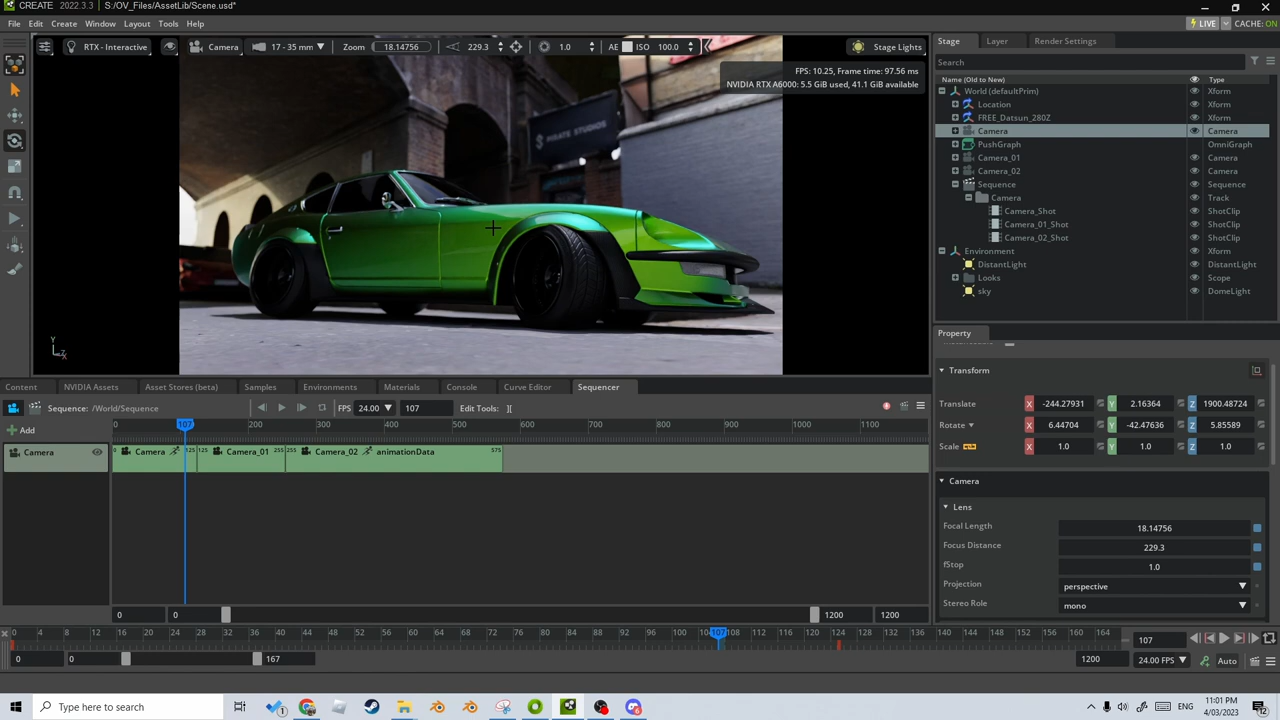 CREATE 2022.3.3 S:/OV_Files/AssetLib/Scene.usd*
File Edit Create Window Layout Tools Help
LIVE CACHE: ON
RTX - Interactive Camera 17 - 35 mm Zoom 18.14756 229.3 1.0 AE ISO 100.0 Stage Lights
FPS: 10.25, Frame time: 97.56 ms
NVIDIA RTX A6000: 5.5 GiB used, 41.1 GiB available
PIRATE STUDIOS
Y
Z
X
Stage Layer Render Settings
Search
Name (Old to New) Type
World (defaultPrim) Xform
Location Xform
FREE_Datsun_280Z Xform
Camera Camera
PushGraph OmniGraph
Camera_01 Camera
Camera_02 Camera
Sequence Sequence
Camera Track
Camera_Shot ShotClip
Camera_01_Shot ShotClip
Camera_02_Shot ShotClip
Environment Xform
DistantLight DistantLight
Looks Scope
sky DomeLight
Property
Transform
Translate X -244.27931 Y 2.16364 Z 1900.48724
Rotate X 6.44704 Y -42.47636 Z 5.85589
Scale X 1.0 Y 1.0 Z 1.0
Camera
Lens
Focal Length 18.14756
Focus Distance 229.3
fStop 1.0
Projection perspective
Stereo Role mono
Content NVIDIA Assets Asset Stores (beta) Samples Environments Materials Console Curve Editor Sequencer
Sequence: /World/Sequence FPS 24.00 107 Edit Tools:
Add 0 107 200 300 400 500 600 700 800 900 1000 1100
Camera 0 Camera 125 125 Camera_01 255 255 Camera_02 animationData 575
0 0 1200 1200
0 4 8 12 16 20 24 28 32 36 40 44 48 52 56 60 64 68 72 76 80 84 88 92 96 100 107 108 112 116 120 124 128 132 136 140 144 148 152 156 160 164
107
0 0 167 1200 24.00 FPS Auto
Type here to search
11:01 PM
4/03/2023
ENG
12